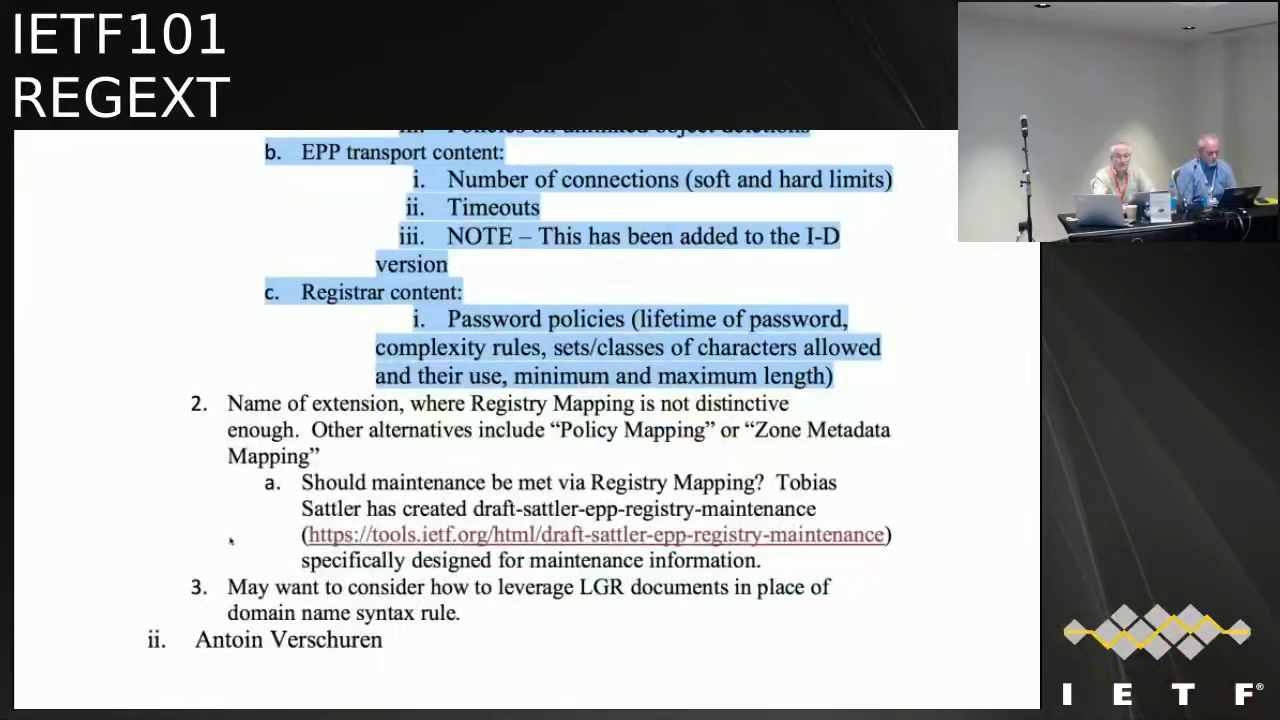 IETF101
REGEXT
iii. Policies on unlinked object deletions
b. EPP transport content:
i. Number of connections (soft and hard limits)
ii. Timeouts
iii. NOTE – This has been added to the I-D
version
c. Registrar content:
i. Password policies (lifetime of password,
complexity rules, sets/classes of characters allowed
and their use, minimum and maximum length)
2. Name of extension, where Registry Mapping is not distinctive
enough. Other alternatives include “Policy Mapping” or “Zone Metadata
Mapping”
a. Should maintenance be met via Registry Mapping? Tobias
Sattler has created draft-sattler-epp-registry-maintenance
(https://tools.ietf.org/html/draft-sattler-epp-registry-maintenance)
specifically designed for maintenance information.
3. May want to consider how to leverage LGR documents in place of
domain name syntax rule.
ii. Antoin Verschuren
I E T F®